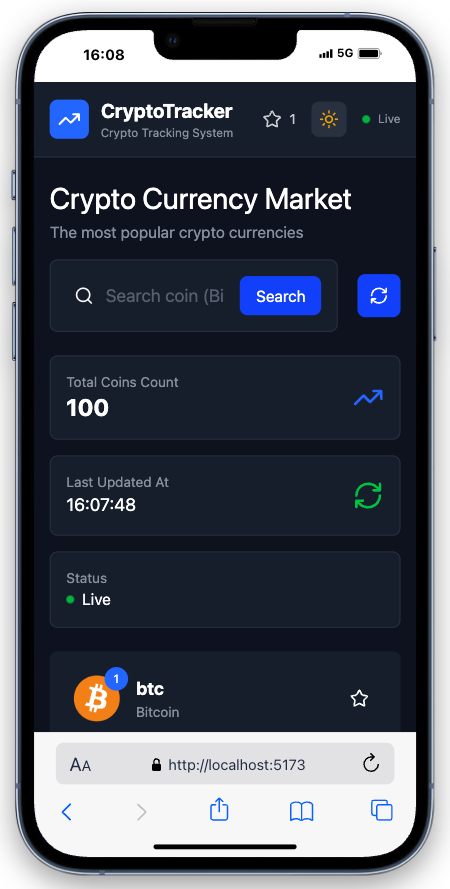 16:08
5G
CryptoTracker
Crypto Tracking System
1
Live
Crypto Currency Market
The most popular crypto currencies
Search coin (Bi
Search
Total Coins Count
100
Last Updated At
16:07:48
Status
Live
1
btc
Bitcoin
AA
http://localhost:5173